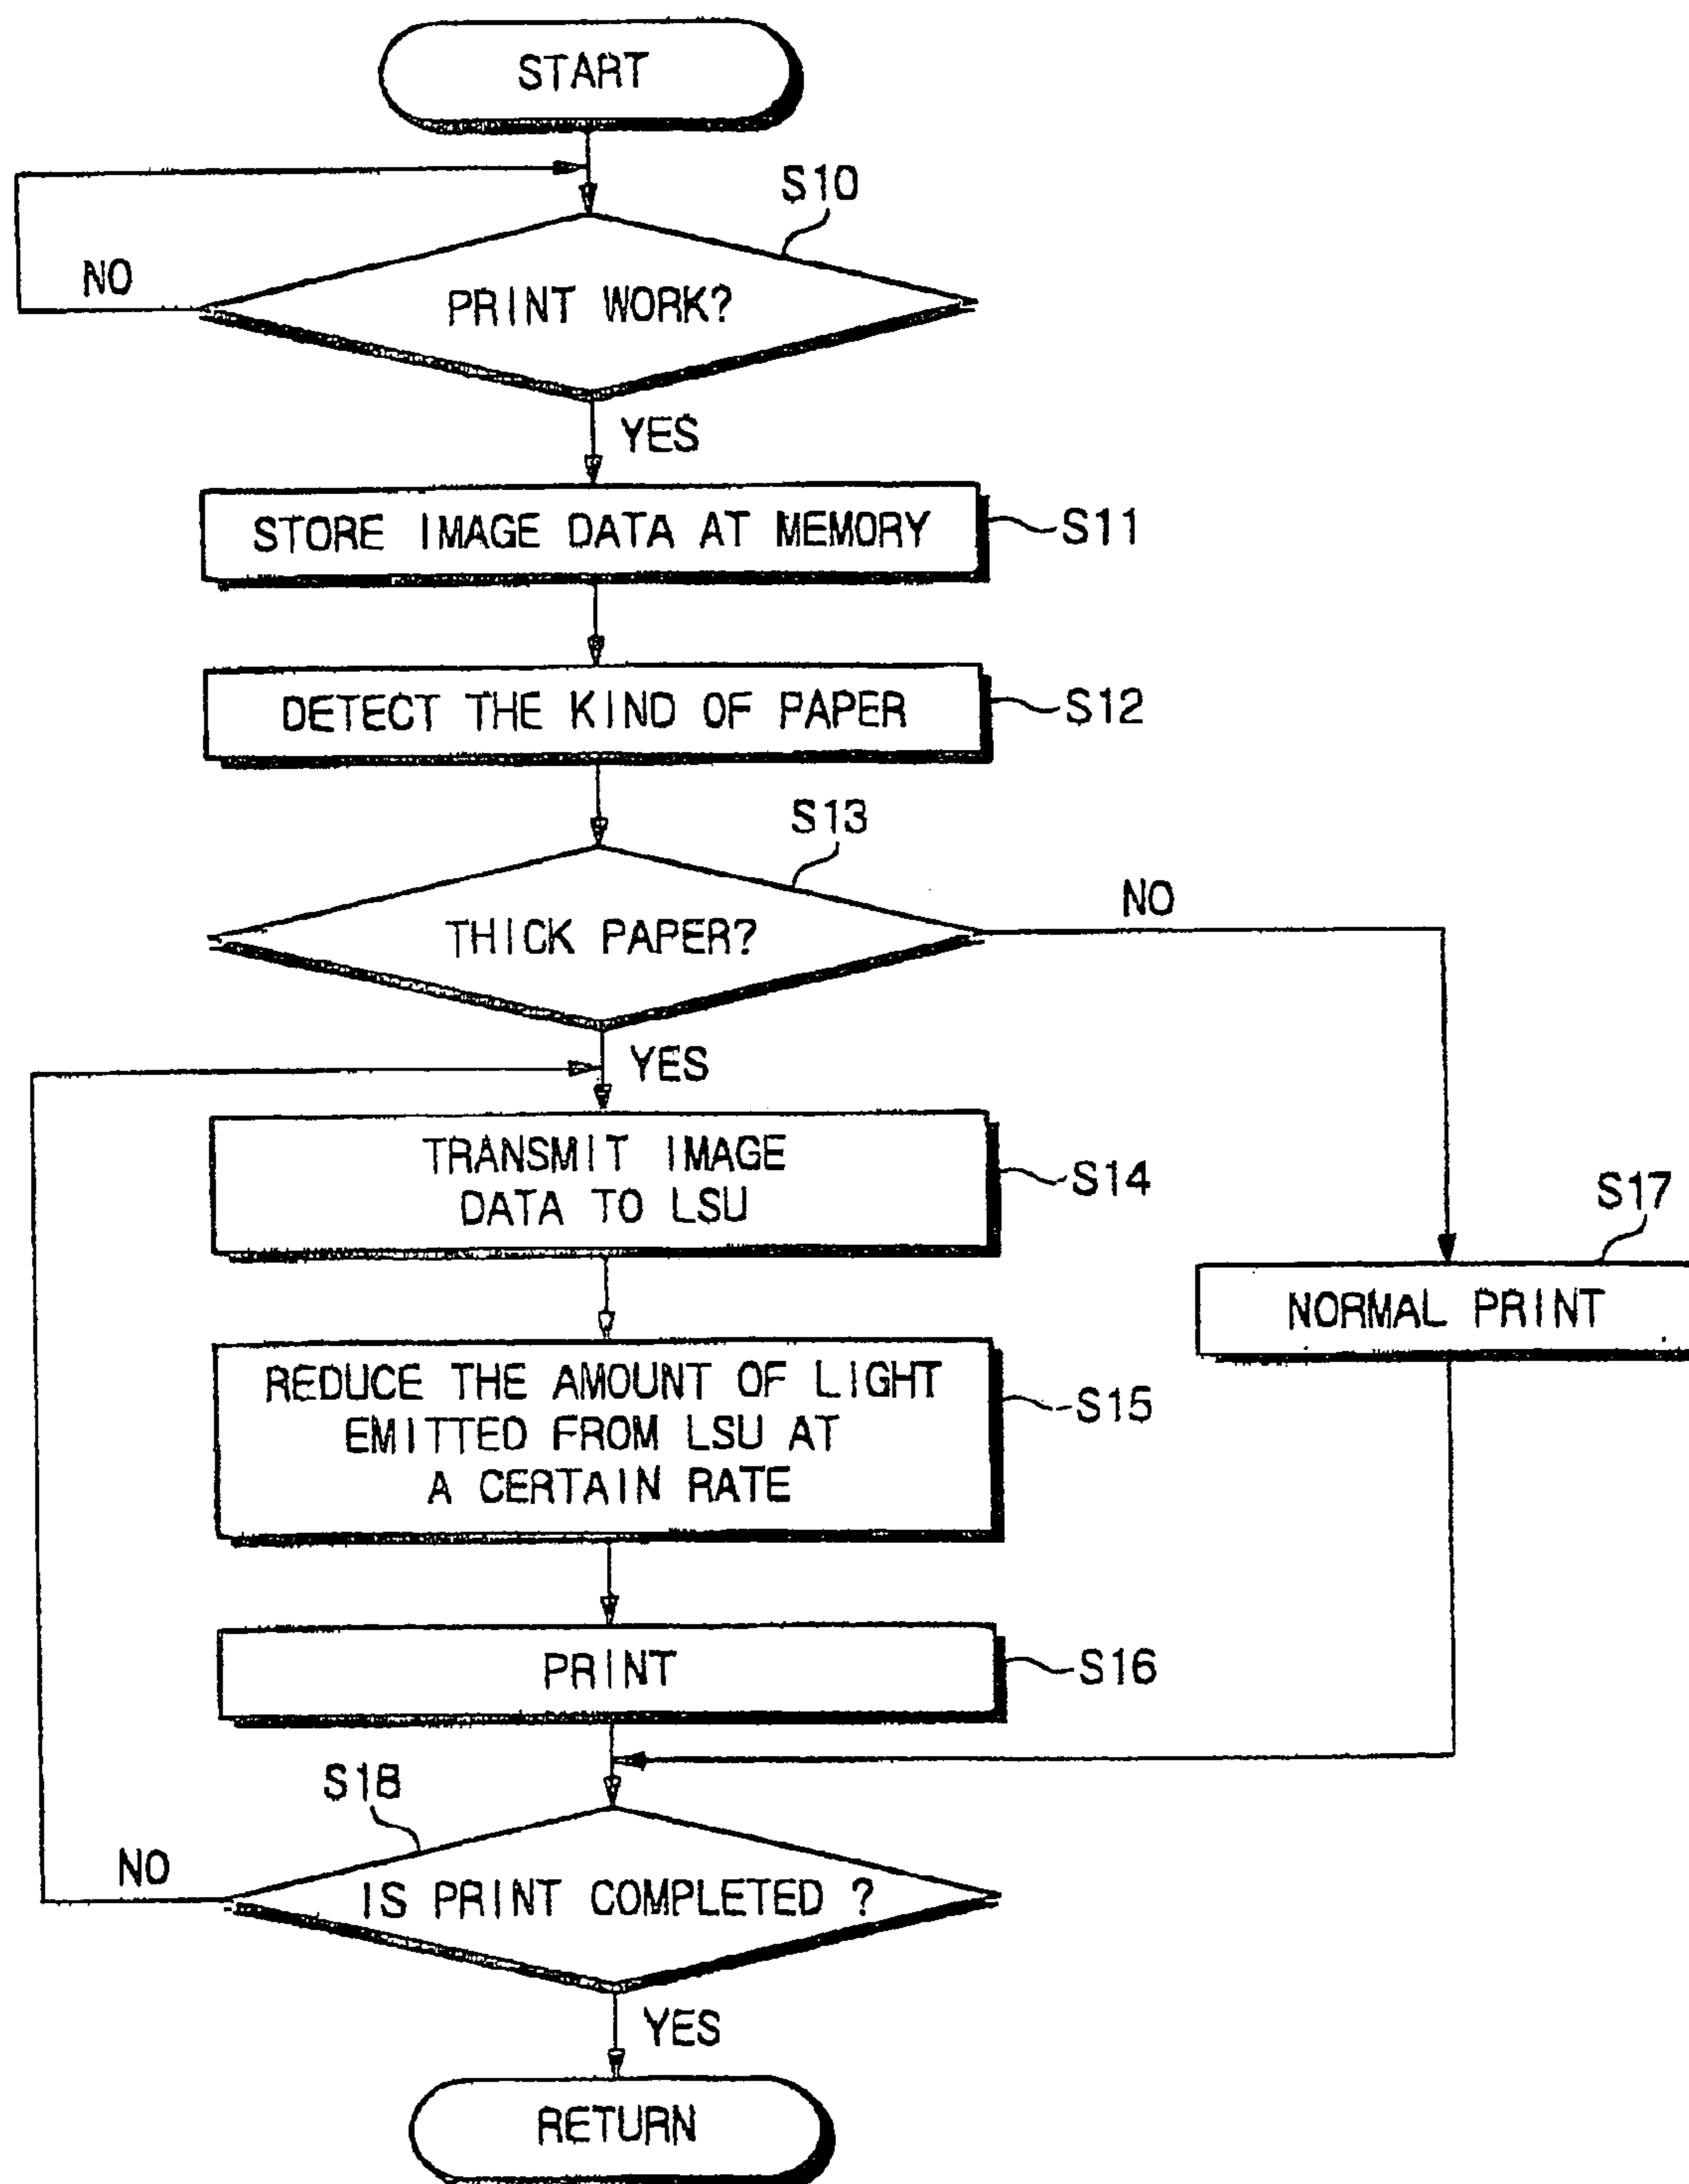 START
S10
NO
PRINT WORK?
YES
STORE IMAGE DATA AT MEMORY
S11
DETECT THE KIND OF PAPER
S12
S13
NO
THICK PAPER?
YES
TRANSMIT IMAGE
DATA TO LSU
S14
S17
NORMAL PRINT
REDUCE THE AMOUNT OF LIGHT
EMITTED FROM LSU AT
A CERTAIN RATE
S15
PRINT
S16
S18
NO
IS PRINT COMPLETED ?
YES
RETURN